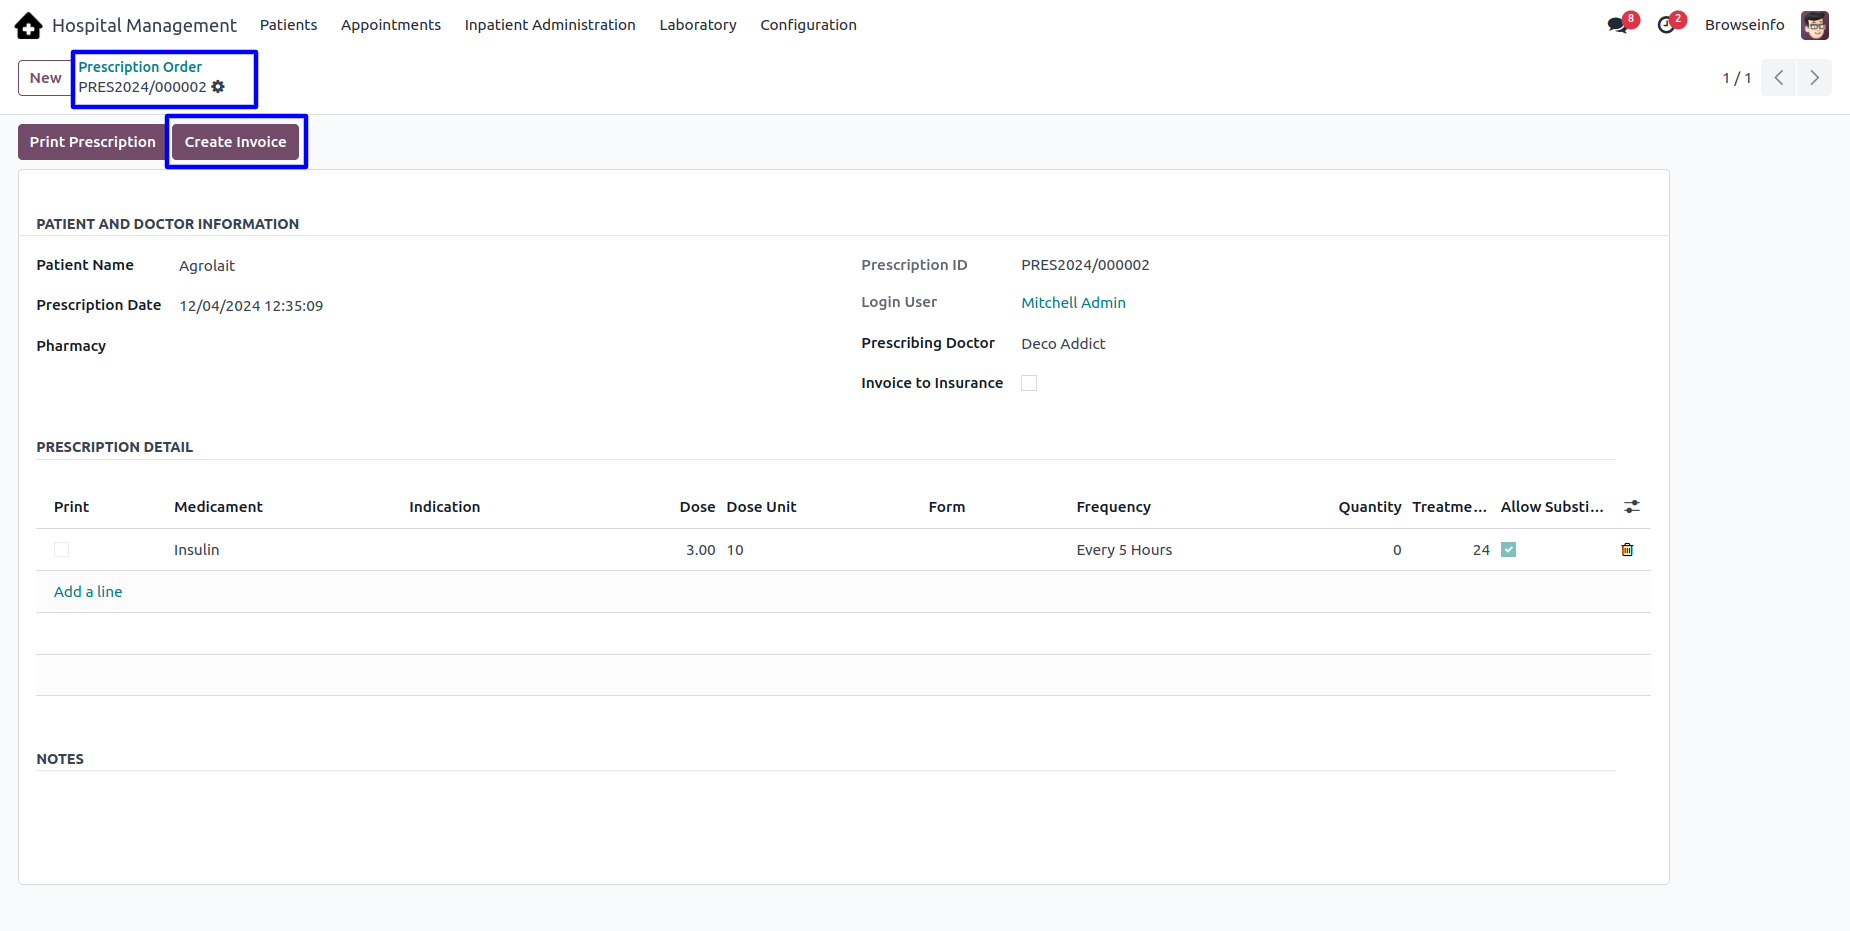 Hospital Management Patients Appointments Inpatient Administration Laboratory Configuration 8 2 Browseinfo
New Prescription Order
PRES2024/000002
1 / 1
Print Prescription Create Invoice
PATIENT AND DOCTOR INFORMATION
Patient Name Agrolait
Prescription Date 12/04/2024 12:35:09
Pharmacy
Prescription ID PRES2024/000002
Login User Mitchell Admin
Prescribing Doctor Deco Addict
Invoice to Insurance
PRESCRIPTION DETAIL
Print Medicament Indication Dose Dose Unit Form Frequency Quantity Treatme... Allow Substi...
Insulin 3.00 10 Every 5 Hours 0 24
Add a line
NOTES